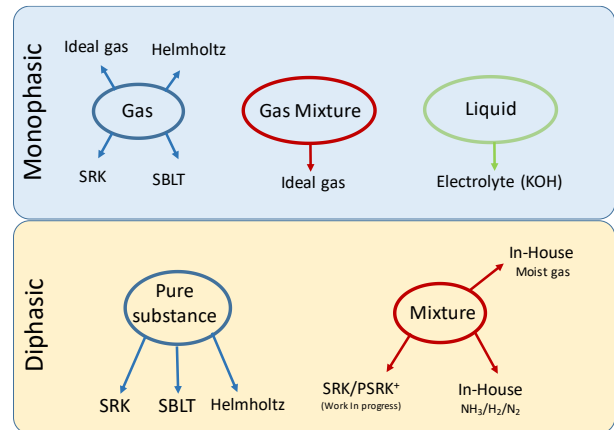 Monophasic
Ideal gas
Helmholtz
Gas
SRK
SBLT
Gas Mixture
Ideal gas
Liquid
Electrolyte (KOH)
Diphasic
Pure
substance
SRK
SBLT
Helmholtz
In-House
Moist gas
Mixture
SRK/PSRK⁺
(Work In progress)
In-House
NH₃/H₂/N₂